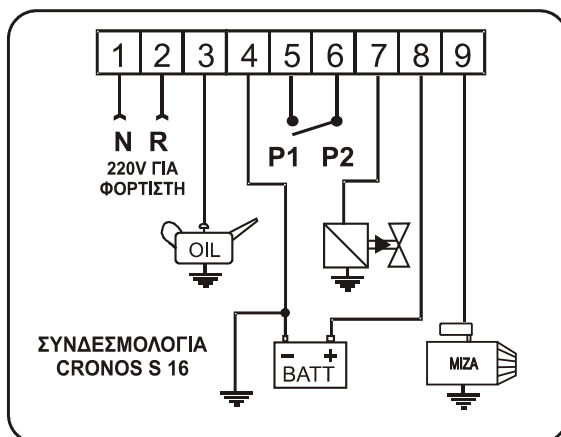 1 2 3 4 5 6 7 8 9
N R
P1 P2
220V ΓΙΑ
ΦΟΡΤΙΣΤΗ
OIL
ΣΥΝΔΕΣΜΟΛΟΓΙΑ
CRONOS S 16
- +
BATT
ΜΙΖΑ